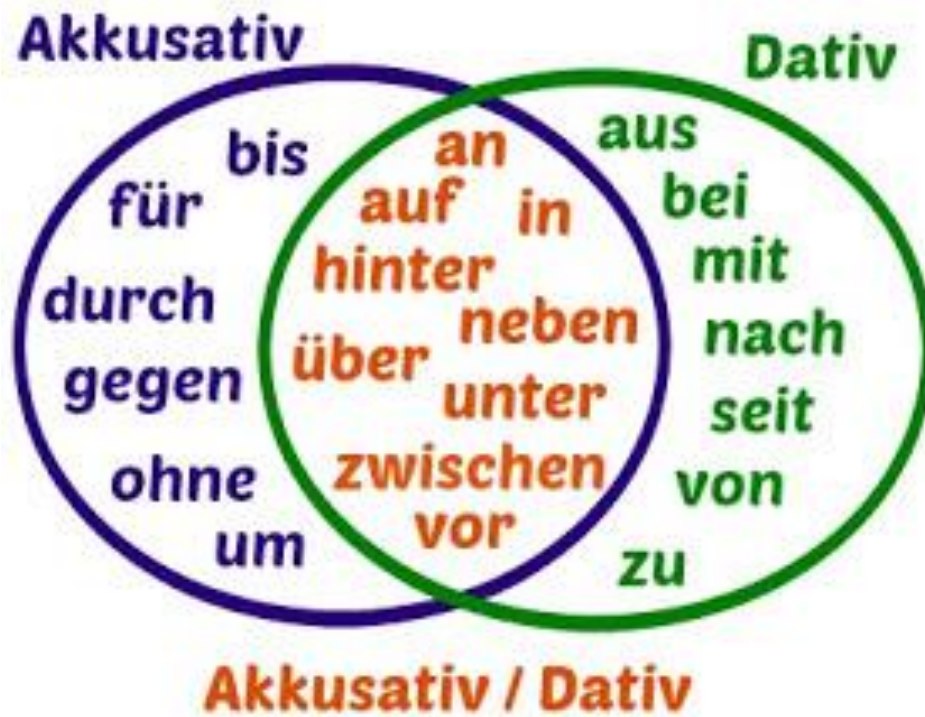 Akkusativ
Dativ
bis
für
durch
gegen
ohne
um
an
auf
in
hinter
neben
über
unter
zwischen
vor
aus
bei
mit
nach
seit
von
zu
Akkusativ / Dativ